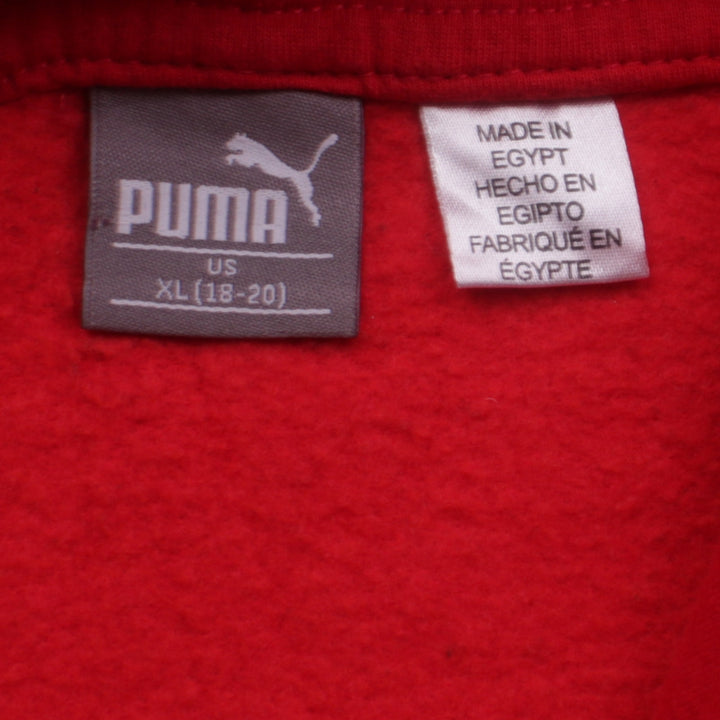 PUMA
US
XL (18-20)
MADE IN
EGYPT
HECHO EN
EGIPTO
FABRIQUÉ EN
ÉGYPTE